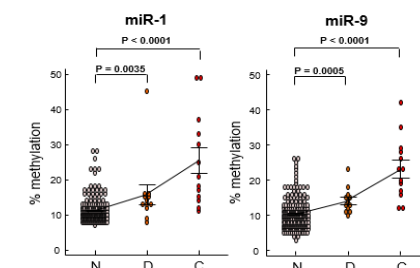 miR-1
P < 0.0001
P = 0.0035
% methylation
50
40
30
20
10
0
N D C
miR-9
P < 0.0001
P = 0.0005
% methylation
50
40
30
20
10
0
N D C